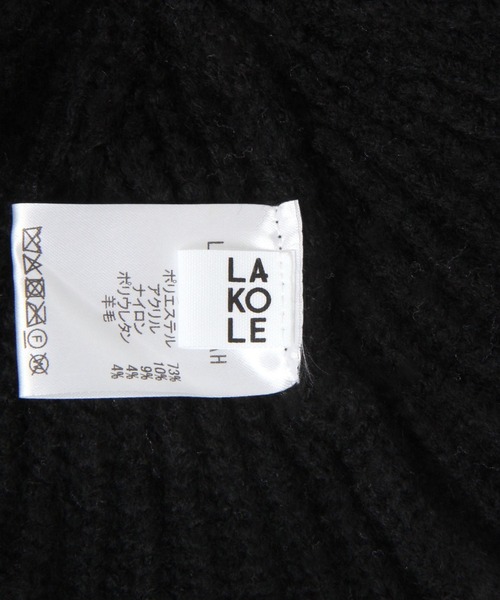 LA
KO
LE
ポリエステル 73%
アクリル 10%
ナイロン 9%
ポリウレタン 4%
羊毛 4%
F